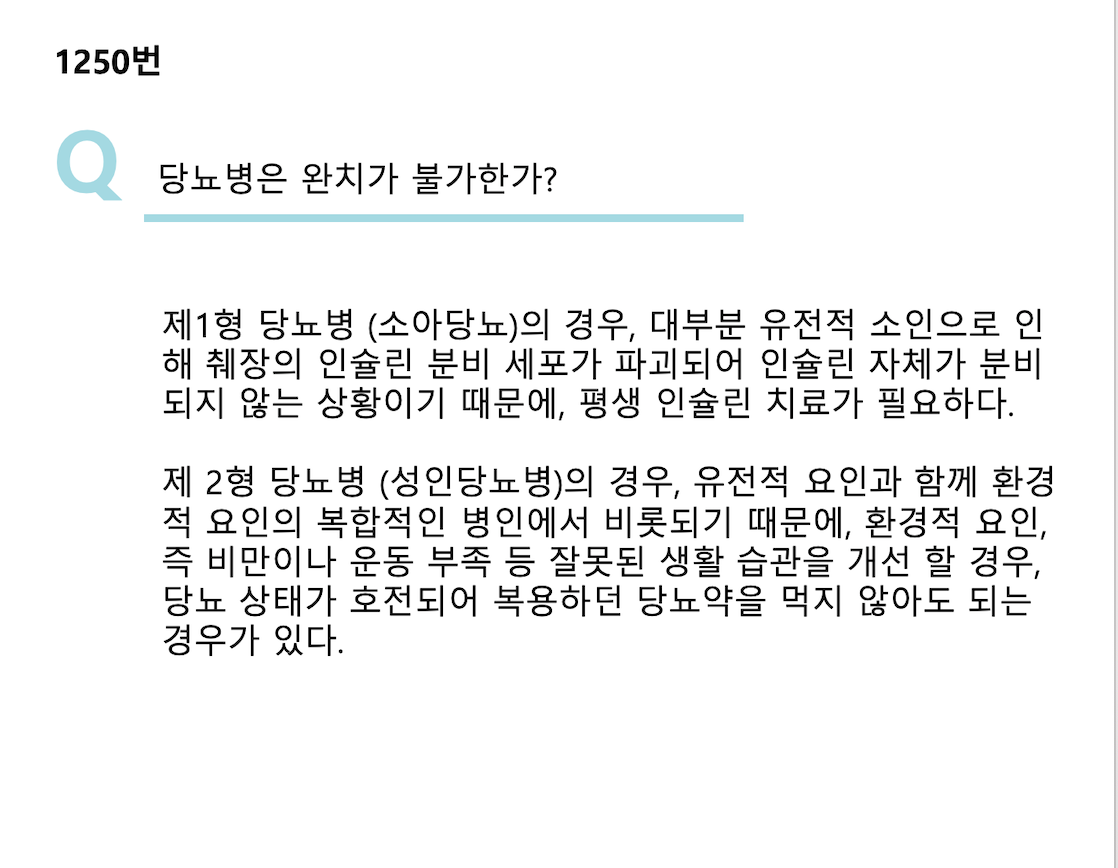 1250번
Q
당뇨병은 완치가 불가한가?
제1형 당뇨병 (소아당뇨)의 경우, 대부분 유전적 소인으로 인
해 췌장의 인슐린 분비 세포가 파괴되어 인슐린 자체가 분비
되지 않는 상황이기 때문에, 평생 인슐린 치료가 필요하다.
제 2형 당뇨병 (성인당뇨병)의 경우, 유전적 요인과 함께 환경
적 요인의 복합적인 병인에서 비롯되기 때문에, 환경적 요인,
즉 비만이나 운동 부족 등 잘못된 생활 습관을 개선 할 경우,
당뇨 상태가 호전되어 복용하던 당뇨약을 먹지 않아도 되는
경우가 있다.